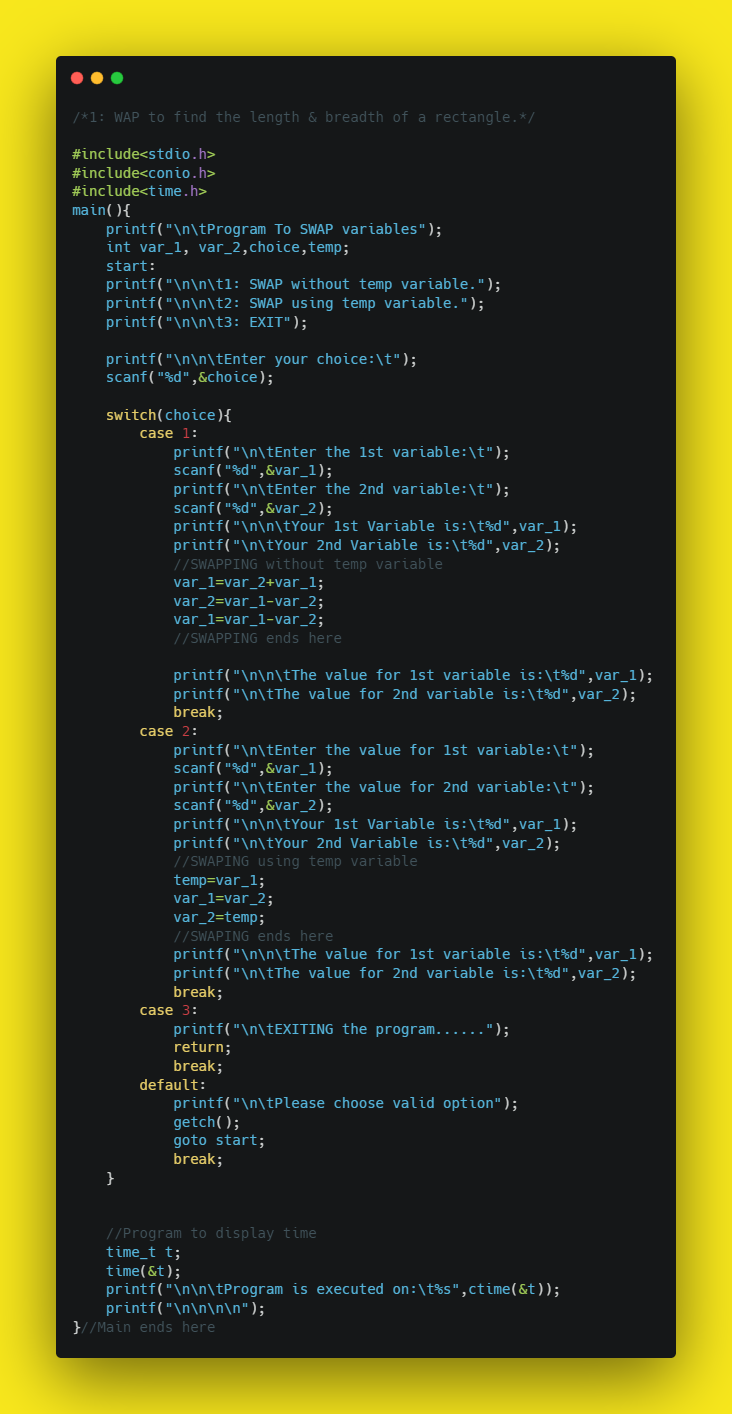 /*1: WAP to find the length & breadth of a rectangle.*/

#include<stdio.h>
#include<conio.h>
#include<time.h>
main(){
    printf("\n\tProgram To SWAP variables");
    int var_1, var_2,choice,temp;
    start:
    printf("\n\n\t1: SWAP without temp variable.");
    printf("\n\n\t2: SWAP using temp variable.");
    printf("\n\n\t3: EXIT");

    printf("\n\n\tEnter your choice:\t");
    scanf("%d",&choice);

    switch(choice){
        case 1:
            printf("\n\tEnter the 1st variable:\t");
            scanf("%d",&var_1);
            printf("\n\tEnter the 2nd variable:\t");
            scanf("%d",&var_2);
            printf("\n\n\tYour 1st Variable is:\t%d",var_1);
            printf("\n\tYour 2nd Variable is:\t%d",var_2);
            //SWAPPING without temp variable
            var_1=var_2+var_1;
            var_2=var_1-var_2;
            var_1=var_1-var_2;
            //SWAPPING ends here

            printf("\n\n\tThe value for 1st variable is:\t%d",var_1);
            printf("\n\tThe value for 2nd variable is:\t%d",var_2);
            break;
        case 2:
            printf("\n\tEnter the value for 1st variable:\t");
            scanf("%d",&var_1);
            printf("\n\tEnter the value for 2nd variable:\t");
            scanf("%d",&var_2);
            printf("\n\n\tYour 1st Variable is:\t%d",var_1);
            printf("\n\tYour 2nd Variable is:\t%d",var_2);
            //SWAPING using temp variable
            temp=var_1;
            var_1=var_2;
            var_2=temp;
            //SWAPING ends here
            printf("\n\n\tThe value for 1st variable is:\t%d",var_1);
            printf("\n\tThe value for 2nd variable is:\t%d",var_2);
            break;
        case 3:
            printf("\n\tEXITING the program......");
            return;
            break;
        default:
            printf("\n\tPlease choose valid option");
            getch();
            goto start;
            break;
    }


    //Program to display time
    time_t t;
    time(&t);
    printf("\n\n\tProgram is executed on:\t%s",ctime(&t));
    printf("\n\n\n\n");
}//Main ends here